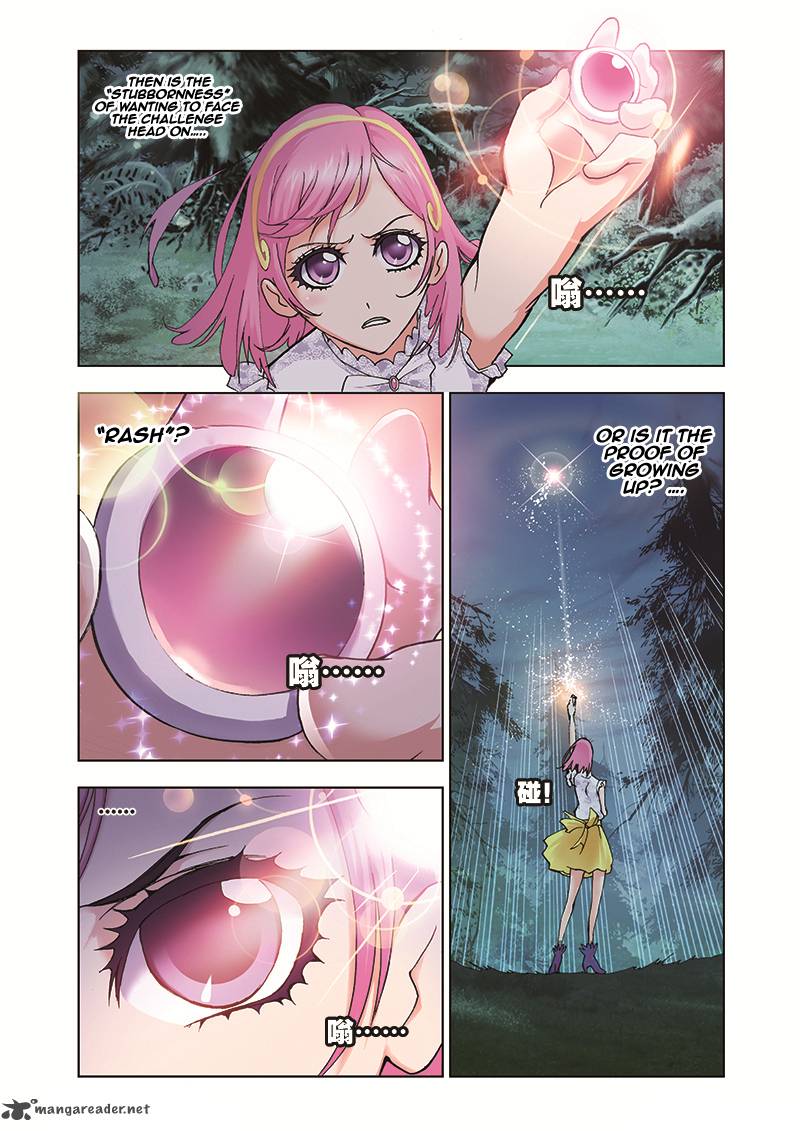 THEN IS THE
"STUBBORNNESS"
OF WANTING TO FACE
THE CHALLENGE
HEAD ON.....
嗡……
"RASH"?
嗡……
OR IS IT THE
PROOF OF
GROWING
UP? ....
碰!
……
嗡……
mangareader.net